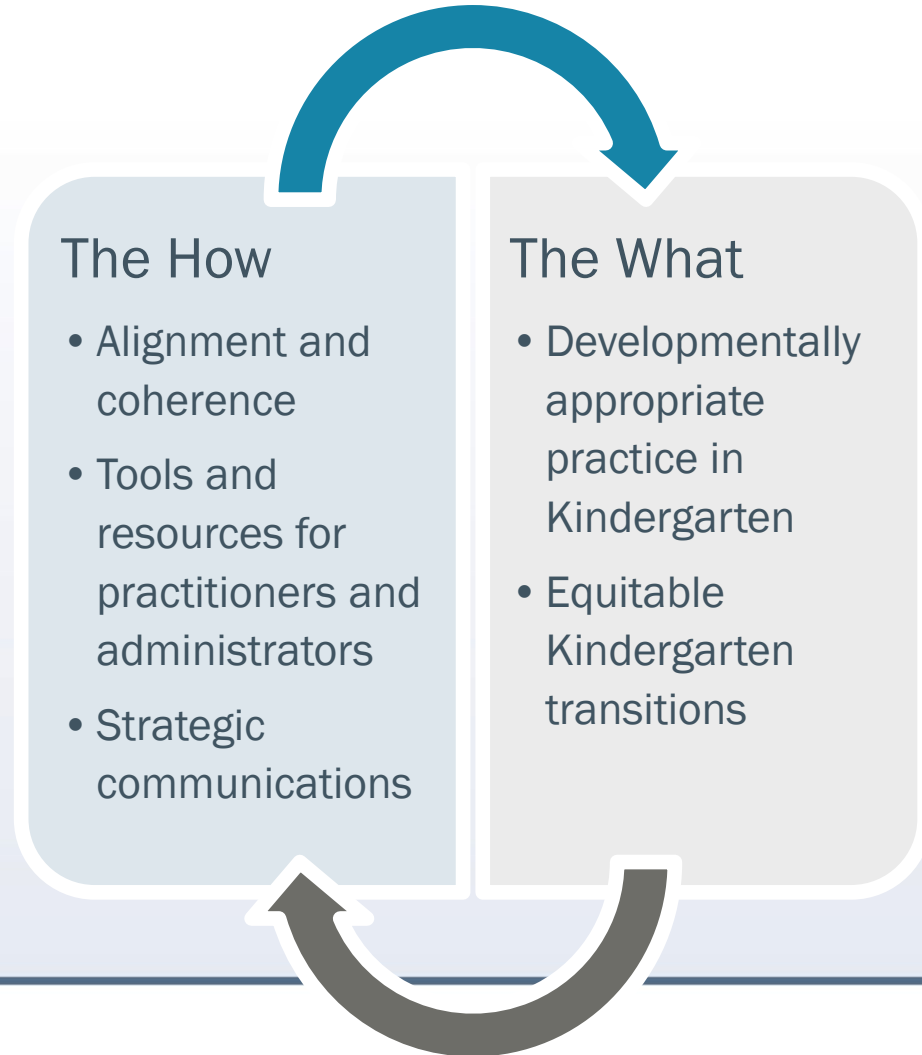 The How
• Alignment and
coherence
• Tools and
resources for
practitioners and
administrators
• Strategic
communications
The What
• Developmentally
appropriate
practice in
Kindergarten
• Equitable
Kindergarten
transitions